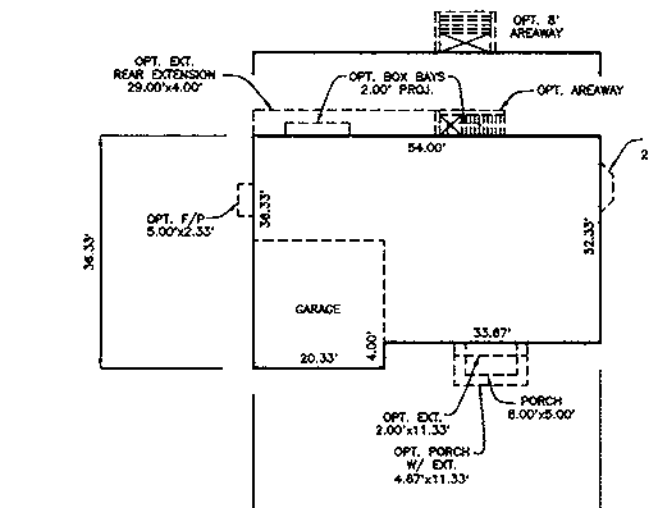 OPT. 8'
AREAWAY
OPT. EXT.
REAR EXTENSION
29.00'x4.00'
OPT. BOX BAYS
2.00' PROJ.
OPT. AREAWAY
54.00'
2
OPT. F/P
5.00'x2.33'
36.33'
36.33'
32.33'
GARAGE
33.67'
4.00'
20.33'
PORCH
8.00'x5.00'
OPT. EXT.
2.00'x11.33'
OPT. PORCH
W/ EXT.
4.67'x11.33'